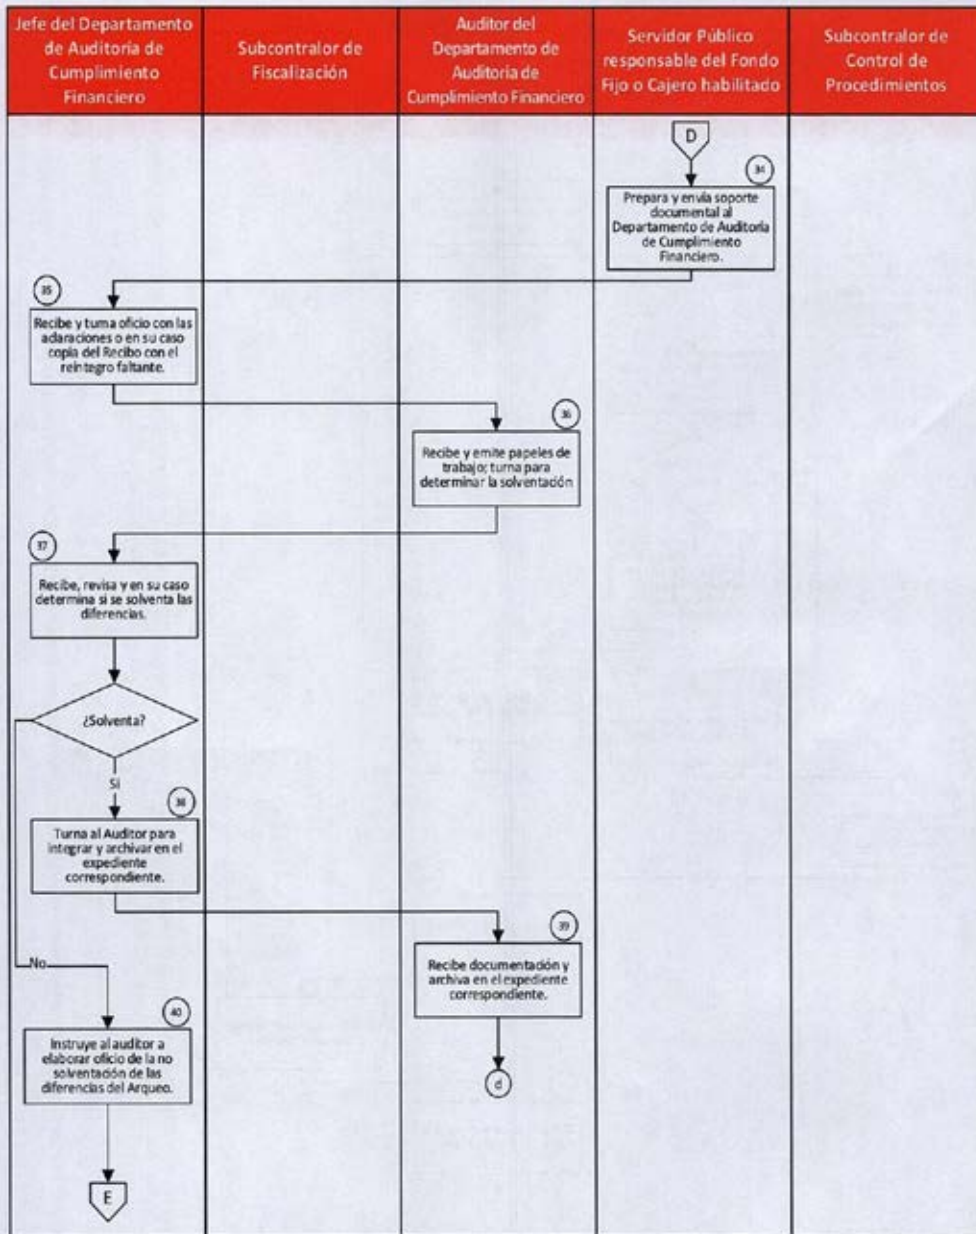 Jefe del Departamento
de Auditoría de
Cumplimiento
Financiero
Subcontralor de
Fiscalización
Auditor del
Departamento de
Auditoría de
Cumplimiento Financiero
Servidor Público
responsable del Fondo
Fijo o Cajero habilitado
Subcontralor de
Control de
Procedimientos
D
34
Prepara y envía soporte
documental al
Departamento de Auditoría
de Cumplimiento
Financiero.
35
Recibe y turna oficio con las
aclaraciones o en su caso
copia del Recibo con el
reintegro faltante.
36
Recibe y emite papeles de
trabajo; turna para
determinar la solventación
37
Recibe, revisa y en su caso
determina si se solventa las
diferencias.
¿Solventa?
Si
38
Turna al Auditor para
integrar y archivar en el
expediente
correspondiente.
39
Recibe documentación y
archiva en el expediente
correspondiente.
No
40
Instruye al auditor a
elaborar oficio de la no
solventación de las
diferencias del Arqueo.
d
E